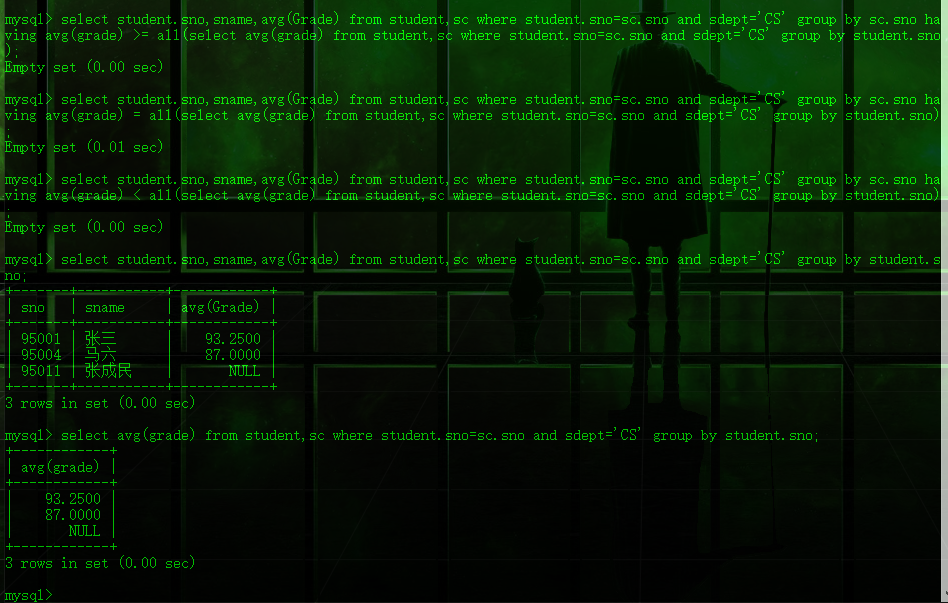 mysql> select student.sno,sname,avg(Grade) from student,sc where student.sno=sc.sno and sdept='CS' group by sc.sno ha
ving avg(grade) >= all(select avg(grade) from student,sc where student.sno=sc.sno and sdept='CS' group by student.sno
);
Empty set (0.00 sec)
mysql> select student.sno,sname,avg(Grade) from student,sc where student.sno=sc.sno and sdept='CS' group by sc.sno ha
ving avg(grade) = all(select avg(grade) from student,sc where student.sno=sc.sno and sdept='CS' group by student.sno)
;
Empty set (0.01 sec)
mysql> select student.sno,sname,avg(Grade) from student,sc where student.sno=sc.sno and sdept='CS' group by sc.sno ha
ving avg(grade) < all(select avg(grade) from student,sc where student.sno=sc.sno and sdept='CS' group by student.sno)
;
Empty set (0.00 sec)
mysql> select student.sno,sname,avg(Grade) from student,sc where student.sno=sc.sno and sdept='CS' group by student.s
no;
+-------+-----------+------------+
| sno | sname | avg(Grade) |
+-------+-----------+------------+
| 95001 | 张三 | 93.2500 |
| 95004 | 马六 | 87.0000 |
| 95011 | 张成民 | NULL |
+-------+-----------+------------+
3 rows in set (0.00 sec)
mysql> select avg(grade) from student,sc where student.sno=sc.sno and sdept='CS' group by student.sno;
+------------+
| avg(grade) |
+------------+
| 93.2500 |
| 87.0000 |
| NULL |
+------------+
3 rows in set (0.00 sec)
mysql>